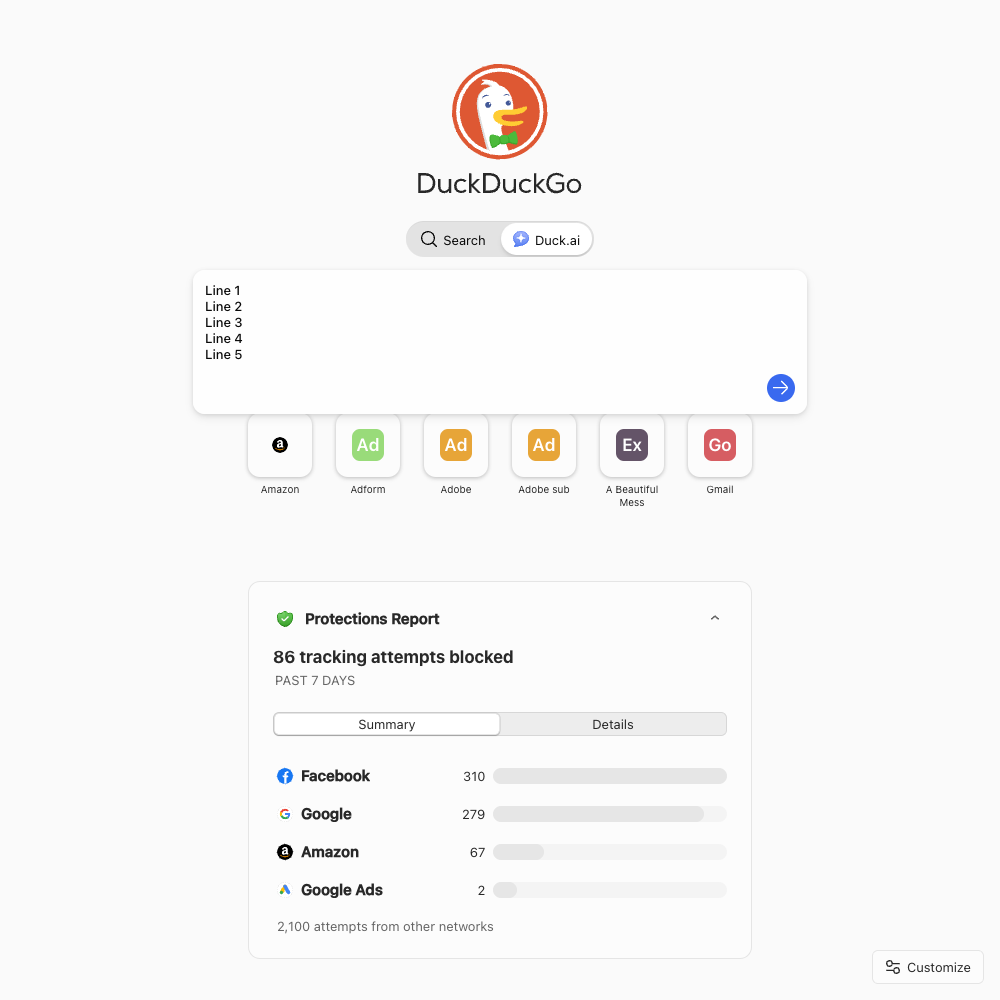 DuckDuckGo
Search
Duck.ai
Line 1
Line 2
Line 3
Line 4
Line 5
a
Ad
Ad
Ad
Ex
Go
Amazon
Adform
Adobe
Adobe sub
A Beautiful
Mess
Gmail
Protections Report
86 tracking attempts blocked
PAST 7 DAYS
Summary
Details
Facebook 310
Google 279
Amazon 67
Google Ads 2
2,100 attempts from other networks
Customize